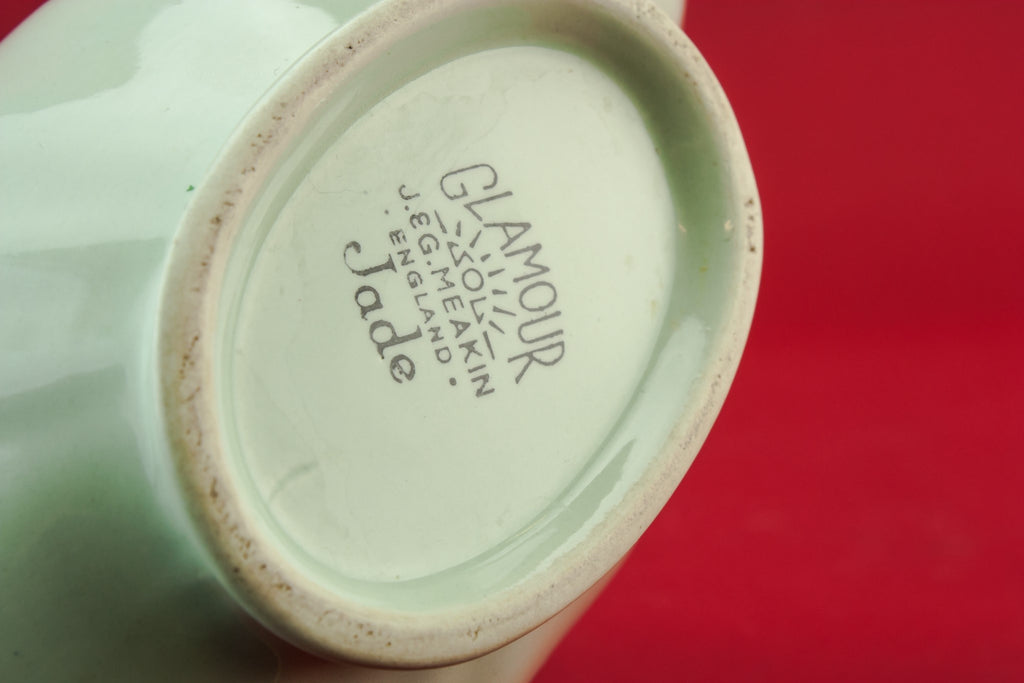 GLAMOUR
SOL
J.&G.MEAKIN
. ENGLAND .
Jade